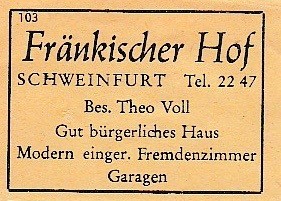 103
Fränkischer Hof
SCHWEINFURT Tel. 22 47
Bes. Theo Voll
Gut bürgerliches Haus
Modern einger. Fremdenzimmer
Garagen